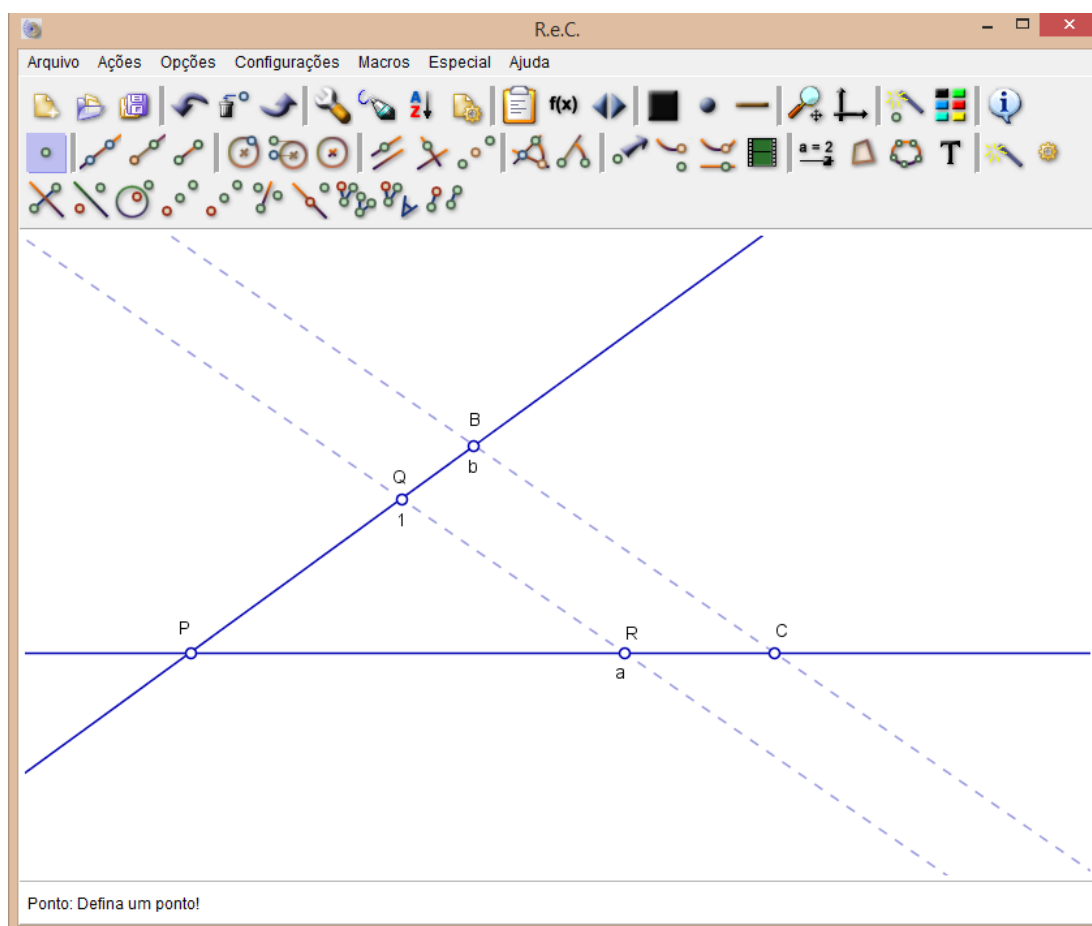 R.e.C.
Arquivo Ações Opções Configurações Macros Especial Ajuda
A
Z
f(x)
a = 2
T
B
b
Q
1
P
R
C
a
Ponto: Defina um ponto!